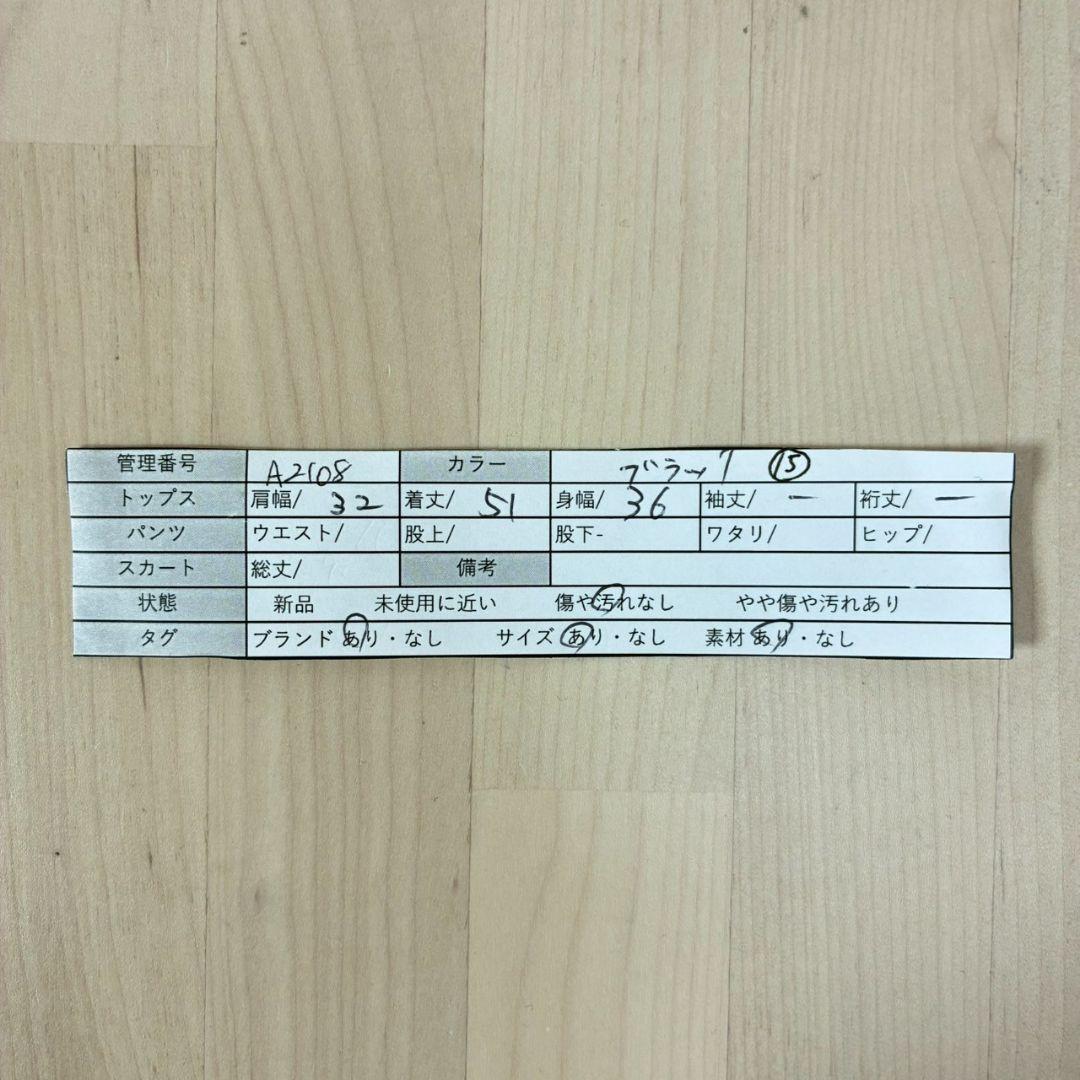 管理番号 A2108 カラー ブラック ⑮
トップス 肩幅/ 32 着丈/ 51 身幅/ 36 袖丈/ ー 裄丈/ ー
パンツ ウエスト/ 股上/ 股下- ワタリ/ ヒップ/
スカート 総丈/ 備考
状態 新品 未使用に近い 傷や汚れなし やや傷や汚れあり
タグ ブランド あり・なし サイズ あり・なし 素材 あり・なし